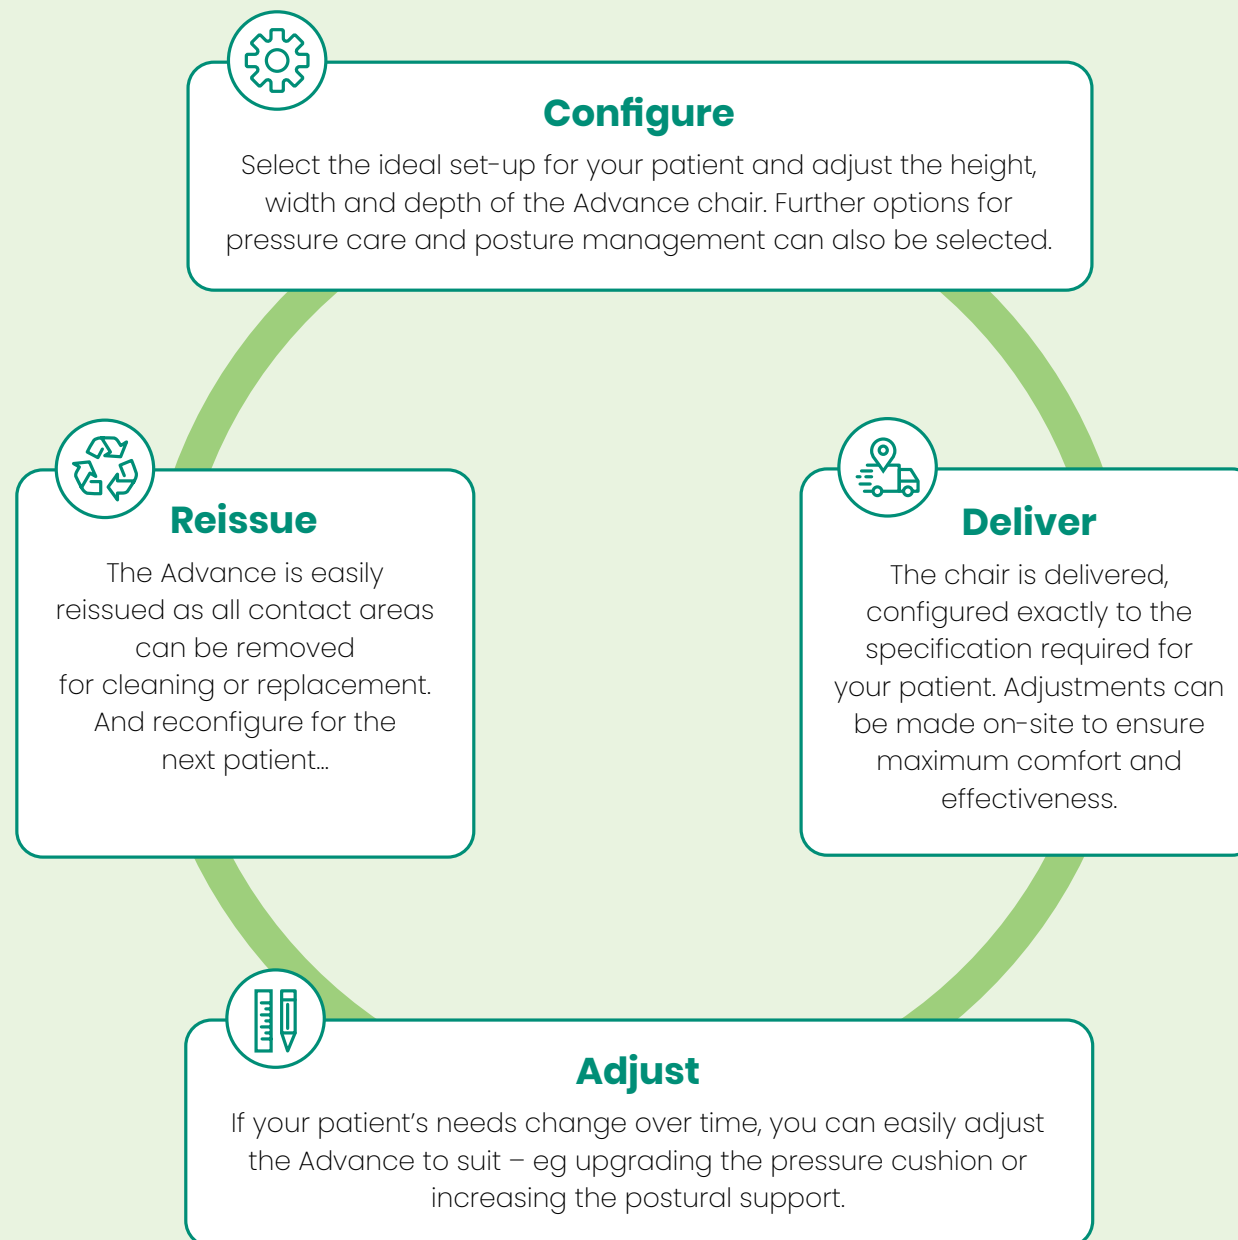 Configure
Select the ideal set-up for your patient and adjust the height,
width and depth of the Advance chair. Further options for
pressure care and posture management can also be selected.
Reissue
The Advance is easily
reissued as all contact areas
can be removed
for cleaning or replacement.
And reconfigure for the
next patient...
Deliver
The chair is delivered,
configured exactly to the
specification required for
your patient. Adjustments can
be made on-site to ensure
maximum comfort and
effectiveness.
Adjust
If your patient’s needs change over time, you can easily adjust
the Advance to suit – eg upgrading the pressure cushion or
increasing the postural support.